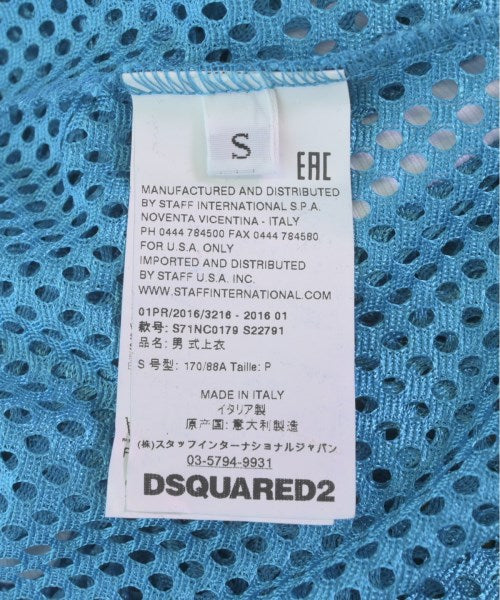 S
EAC
MANUFACTURED AND DISTRIBUTED
BY STAFF INTERNATIONAL S.P.A.
NOVENTA VICENTINA - ITALY
PH 0444 784500 FAX 0444 784580
FOR U.S.A. ONLY
IMPORTED AND DISTRIBUTED
BY STAFF U.S.A. INC.
WWW.STAFFINTERNATIONAL.COM
01PR/2016/3216 - 2016 01
款号: S71NC0179 S22791
品名: 男式上衣
S 号型: 170/88A Taille: P
MADE IN ITALY
イタリア製
原产国: 意大利制造
(株)スタッフインターナショナルジャパン
03-5794-9931
DSQUARED2